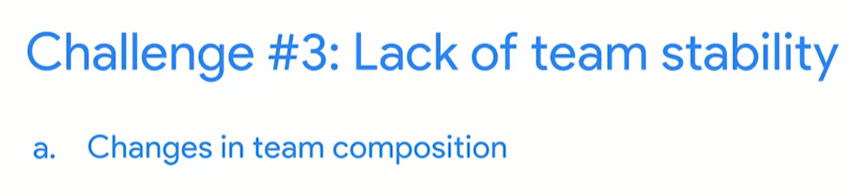 Challenge #3: Lack of team stability
a. Changes in team composition